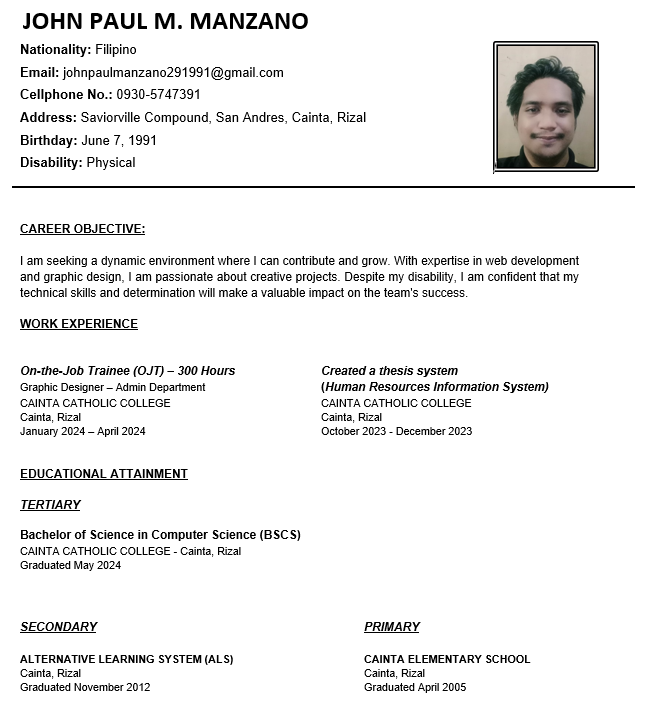 JOHN PAUL M. MANZANO
Nationality: Filipino
Email: johnpaulmanzano291991@gmail.com
Cellphone No.: 0930-5747391
Address: Saviorville Compound, San Andres, Cainta, Rizal
Birthday: June 7, 1991
Disability: Physical
CAREER OBJECTIVE:
I am seeking a dynamic environment where I can contribute and grow. With expertise in web development
and graphic design, I am passionate about creative projects. Despite my disability, I am confident that my
technical skills and determination will make a valuable impact on the team's success.
WORK EXPERIENCE
On-the-Job Trainee (OJT) – 300 Hours
Graphic Designer – Admin Department
CAINTA CATHOLIC COLLEGE
Cainta, Rizal
January 2024 – April 2024
Created a thesis system
(Human Resources Information System)
CAINTA CATHOLIC COLLEGE
Cainta, Rizal
October 2023 - December 2023
EDUCATIONAL ATTAINMENT
TERTIARY
Bachelor of Science in Computer Science (BSCS)
CAINTA CATHOLIC COLLEGE - Cainta, Rizal
Graduated May 2024
SECONDARY
ALTERNATIVE LEARNING SYSTEM (ALS)
Cainta, Rizal
Graduated November 2012
PRIMARY
CAINTA ELEMENTARY SCHOOL
Cainta, Rizal
Graduated April 2005